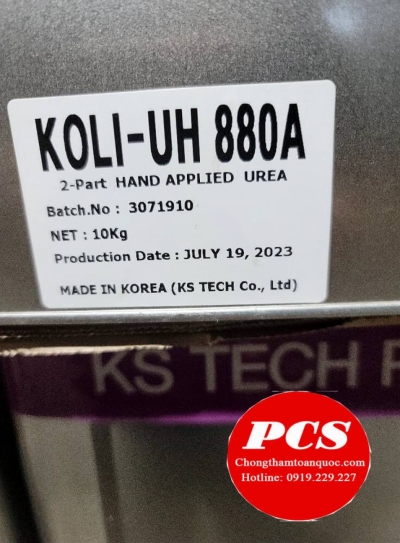 KOLI-UH 880A
2-Part HAND APPLIED UREA
Batch.No : 3071910
NET : 10Kg
Production Date : JULY 19, 2023
MADE IN KOREA (KS TECH Co., Ltd)
KS TECH
PCS
Chongthamtoanquoc.com
Hotline: 0919.229.227